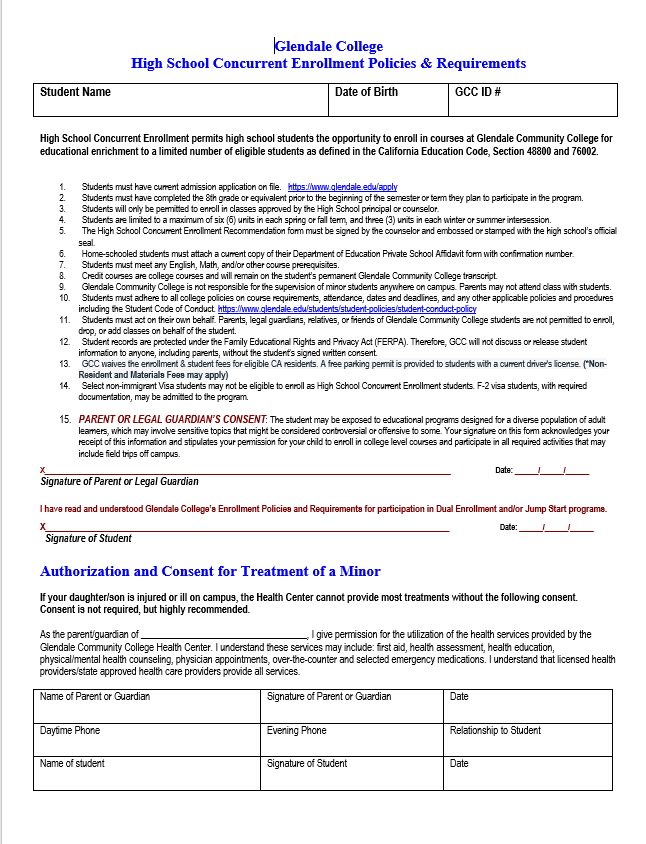 Glendale College
High School Concurrent Enrollment Policies & Requirements
Student Name
Date of Birth
GCC ID #
High School Concurrent Enrollment permits high school students the opportunity to enroll in courses at Glendale Community College for
educational enrichment to a limited number of eligible students as defined in the California Education Code, Section 48800 and 76002.
1. Students must have current admission application on file. https://www.glendale.edu/apply
2. Students must have completed the 8th grade or equivalent prior to the beginning of the semester or term they plan to participate in the program.
3. Students will only be permitted to enroll in classes approved by the High School principal or counselor.
4. Students are limited to a maximum of six (6) units in each spring or fall term, and three (3) units in each winter or summer intersession.
5. The High School Concurrent Enrollment Recommendation form must be signed by the counselor and embossed or stamped with the high school's official
seal.
6. Home-schooled students must attach a current copy of their Department of Education Private School Affidavit form with confirmation number.
7. Students must meet any English, Math, and/or other course prerequisites.
8. Credit courses are college courses and will remain on the student's permanent Glendale Community College transcript.
9. Glendale Community College is not responsible for the supervision of minor students anywhere on campus. Parents may not attend class with students.
10. Students must adhere to all college policies on course requirements, attendance, dates and deadlines, and any other applicable policies and procedures
including the Student Code of Conduct. https://www.glendale.edu/students/student-policies/student-conduct-policy
11. Students must act on their own behalf. Parents, legal guardians, relatives, or friends of Glendale Community College students are not permitted to enroll,
drop, or add classes on behalf of the student.
12. Student records are protected under the Family Educational Rights and Privacy Act (FERPA). Therefore, GCC will not discuss or release student
information to anyone, including parents, without the student's signed written consent.
13. GCC waives the enrollment & student fees for eligible CA residents. A free parking permit is provided to students with a current driver's license. (*Non-
Resident and Materials Fees may apply)
14. Select non-immigrant Visa students may not be eligible to enroll as High School Concurrent Enrollment students. F-2 visa students, with required
documentation, may be admitted to the program.
15. PARENT OR LEGAL GUARDIAN'S CONSENT: The student may be exposed to educational programs designed for a diverse population of adult
learners, which may involve sensitive topics that might be considered controversial or offensive to some. Your signature on this form acknowledges your
receipt of this information and stipulates your permission for your child to enroll in college level courses and participate in all required activities that may
include field trips off campus.
X____________________ Date: _____/_____/_____
Signature of Parent or Legal Guardian
I have read and understood Glendale College's Enrollment Policies and Requirements for participation in Dual Enrollment and/or Jump Start programs.
X____________________ Date: _____/_____/_____
Signature of Student
Authorization and Consent for Treatment of a Minor
If your daughter/son is injured or ill on campus, the Health Center cannot provide most treatments without the following consent.
Consent is not required, but highly recommended.
As the parent/guardian of ____________________, I give permission for the utilization of the health services provided by the
Glendale Community College Health Center. I understand these services may include: first aid, health assessment, health education,
physical/mental health counseling, physician appointments, over-the-counter and selected emergency medications. I understand that licensed health
providers/state approved health care providers provide all services.
Name of Parent or Guardian
Signature of Parent or Guardian
Date
Daytime Phone
Evening Phone
Relationship to Student
Name of student
Signature of Student
Date